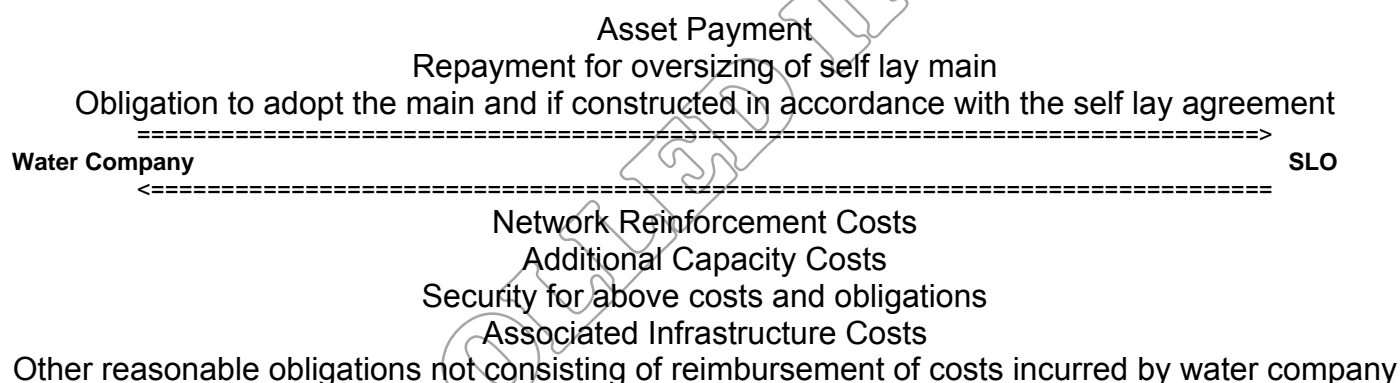 Asset Payment
Repayment for oversizing of self lay main
Obligation to adopt the main and if constructed in accordance with the self lay agreement
================================================================================>
Water Company SLO
<================================================================================
Network Reinforcement Costs
Additional Capacity Costs
Security for above costs and obligations
Associated Infrastructure Costs
Other reasonable obligations not consisting of reimbursement of costs incurred by water company